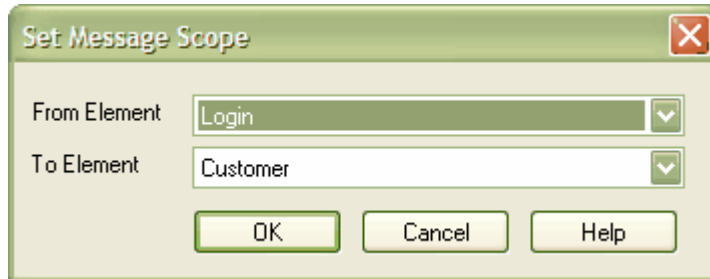 Set Message Scope
From Element Login
To Element Customer
OK Cancel Help